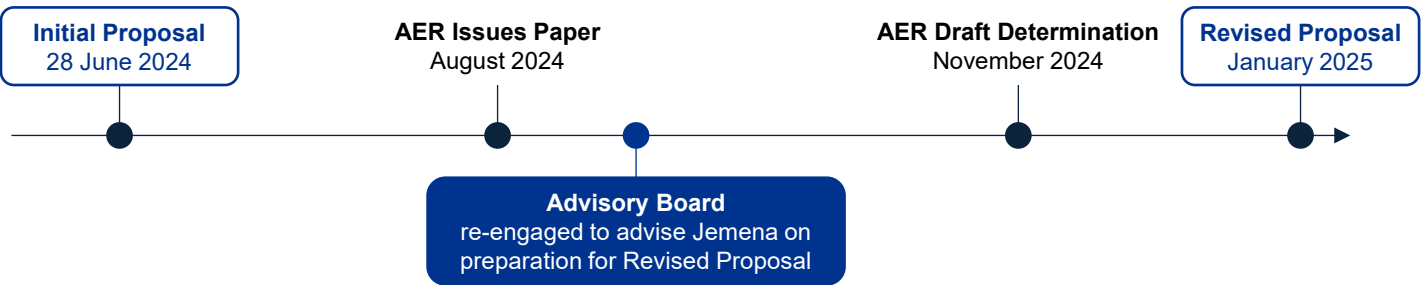 Initial Proposal
28 June 2024
AER Issues Paper
August 2024
AER Draft Determination
November 2024
Revised Proposal
January 2025
Advisory Board
re-engaged to advise Jemena on
preparation for Revised Proposal